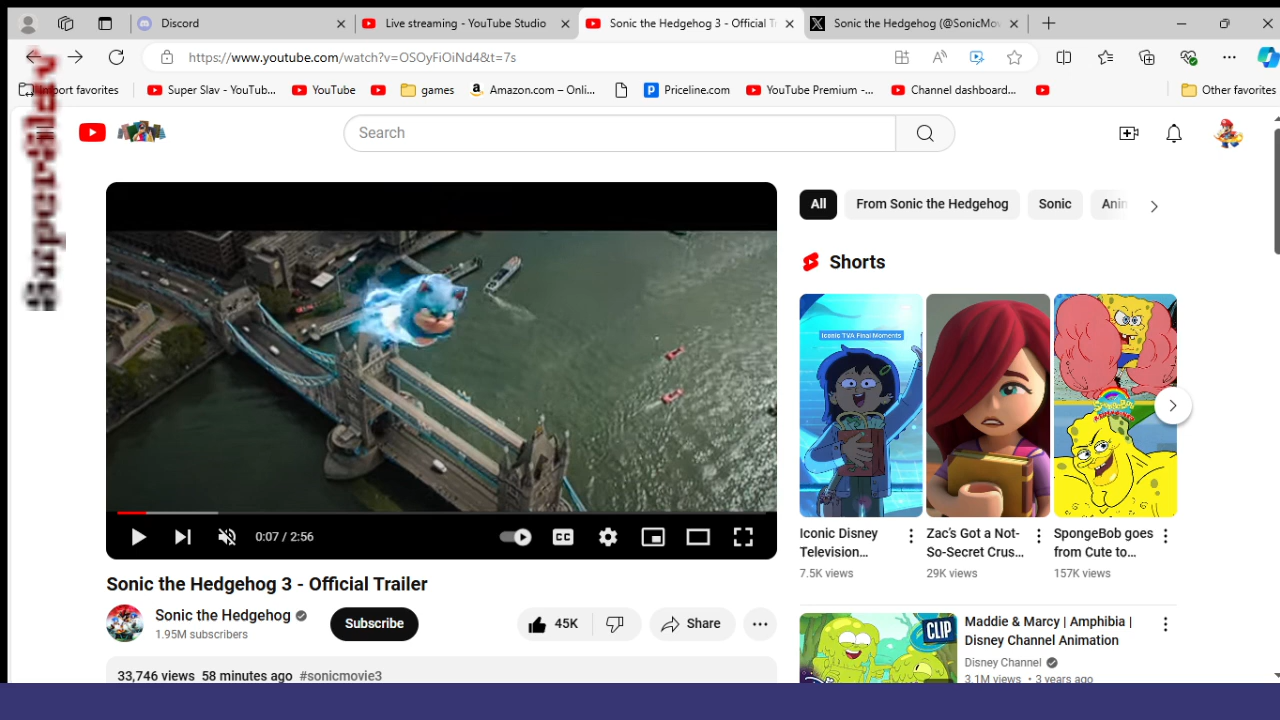 Discord
Live streaming - YouTube Studio
Sonic the Hedgehog 3 - Official T
Sonic the Hedgehog (@SonicMov
https://www.youtube.com/watch?v=OSOyFiOiNd4&t=7s
Import favorites
Super Slav - YouTub...
YouTube
games
Amazon.com – Onli...
Priceline.com
YouTube Premium -...
Channel dashboard...
Other favorites
SuperSlav
Search
All
From Sonic the Hedgehog
Sonic
Anim
Shorts
Iconic TVA Final Moments
Iconic Disney
Television...
7.5K views
Zac's Got a Not-
So-Secret Crus...
29K views
SpongeBob goes
from Cute to...
157K views
0:07 / 2:56
CC
Sonic the Hedgehog 3 - Official Trailer
Sonic the Hedgehog
1.95M subscribers
Subscribe
45K
Share
33,746 views 58 minutes ago #sonicmovie3
CLIP
Maddie & Marcy | Amphibia |
Disney Channel Animation
Disney Channel
3.1M views • 3 years ago